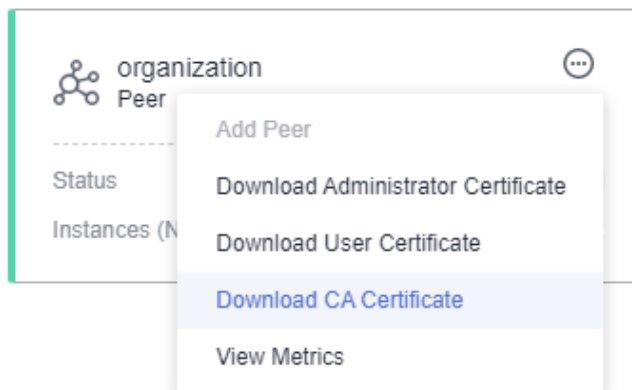 organization
Peer
Add Peer
Status
Download Administrator Certificate
Instances (N
Download User Certificate
Download CA Certificate
View Metrics